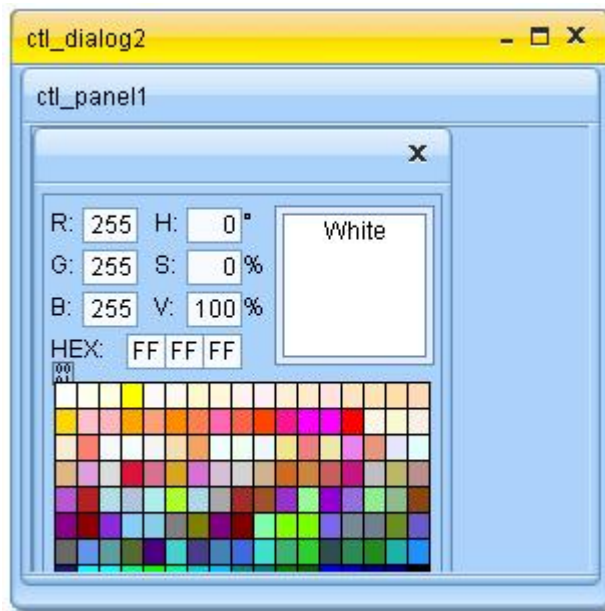 ctl_dialog2
ctl_panel1
R: 255 H: 0 °
White
G: 255 S: 0 %
B: 255 V: 100 %
HEX: FF FF FF